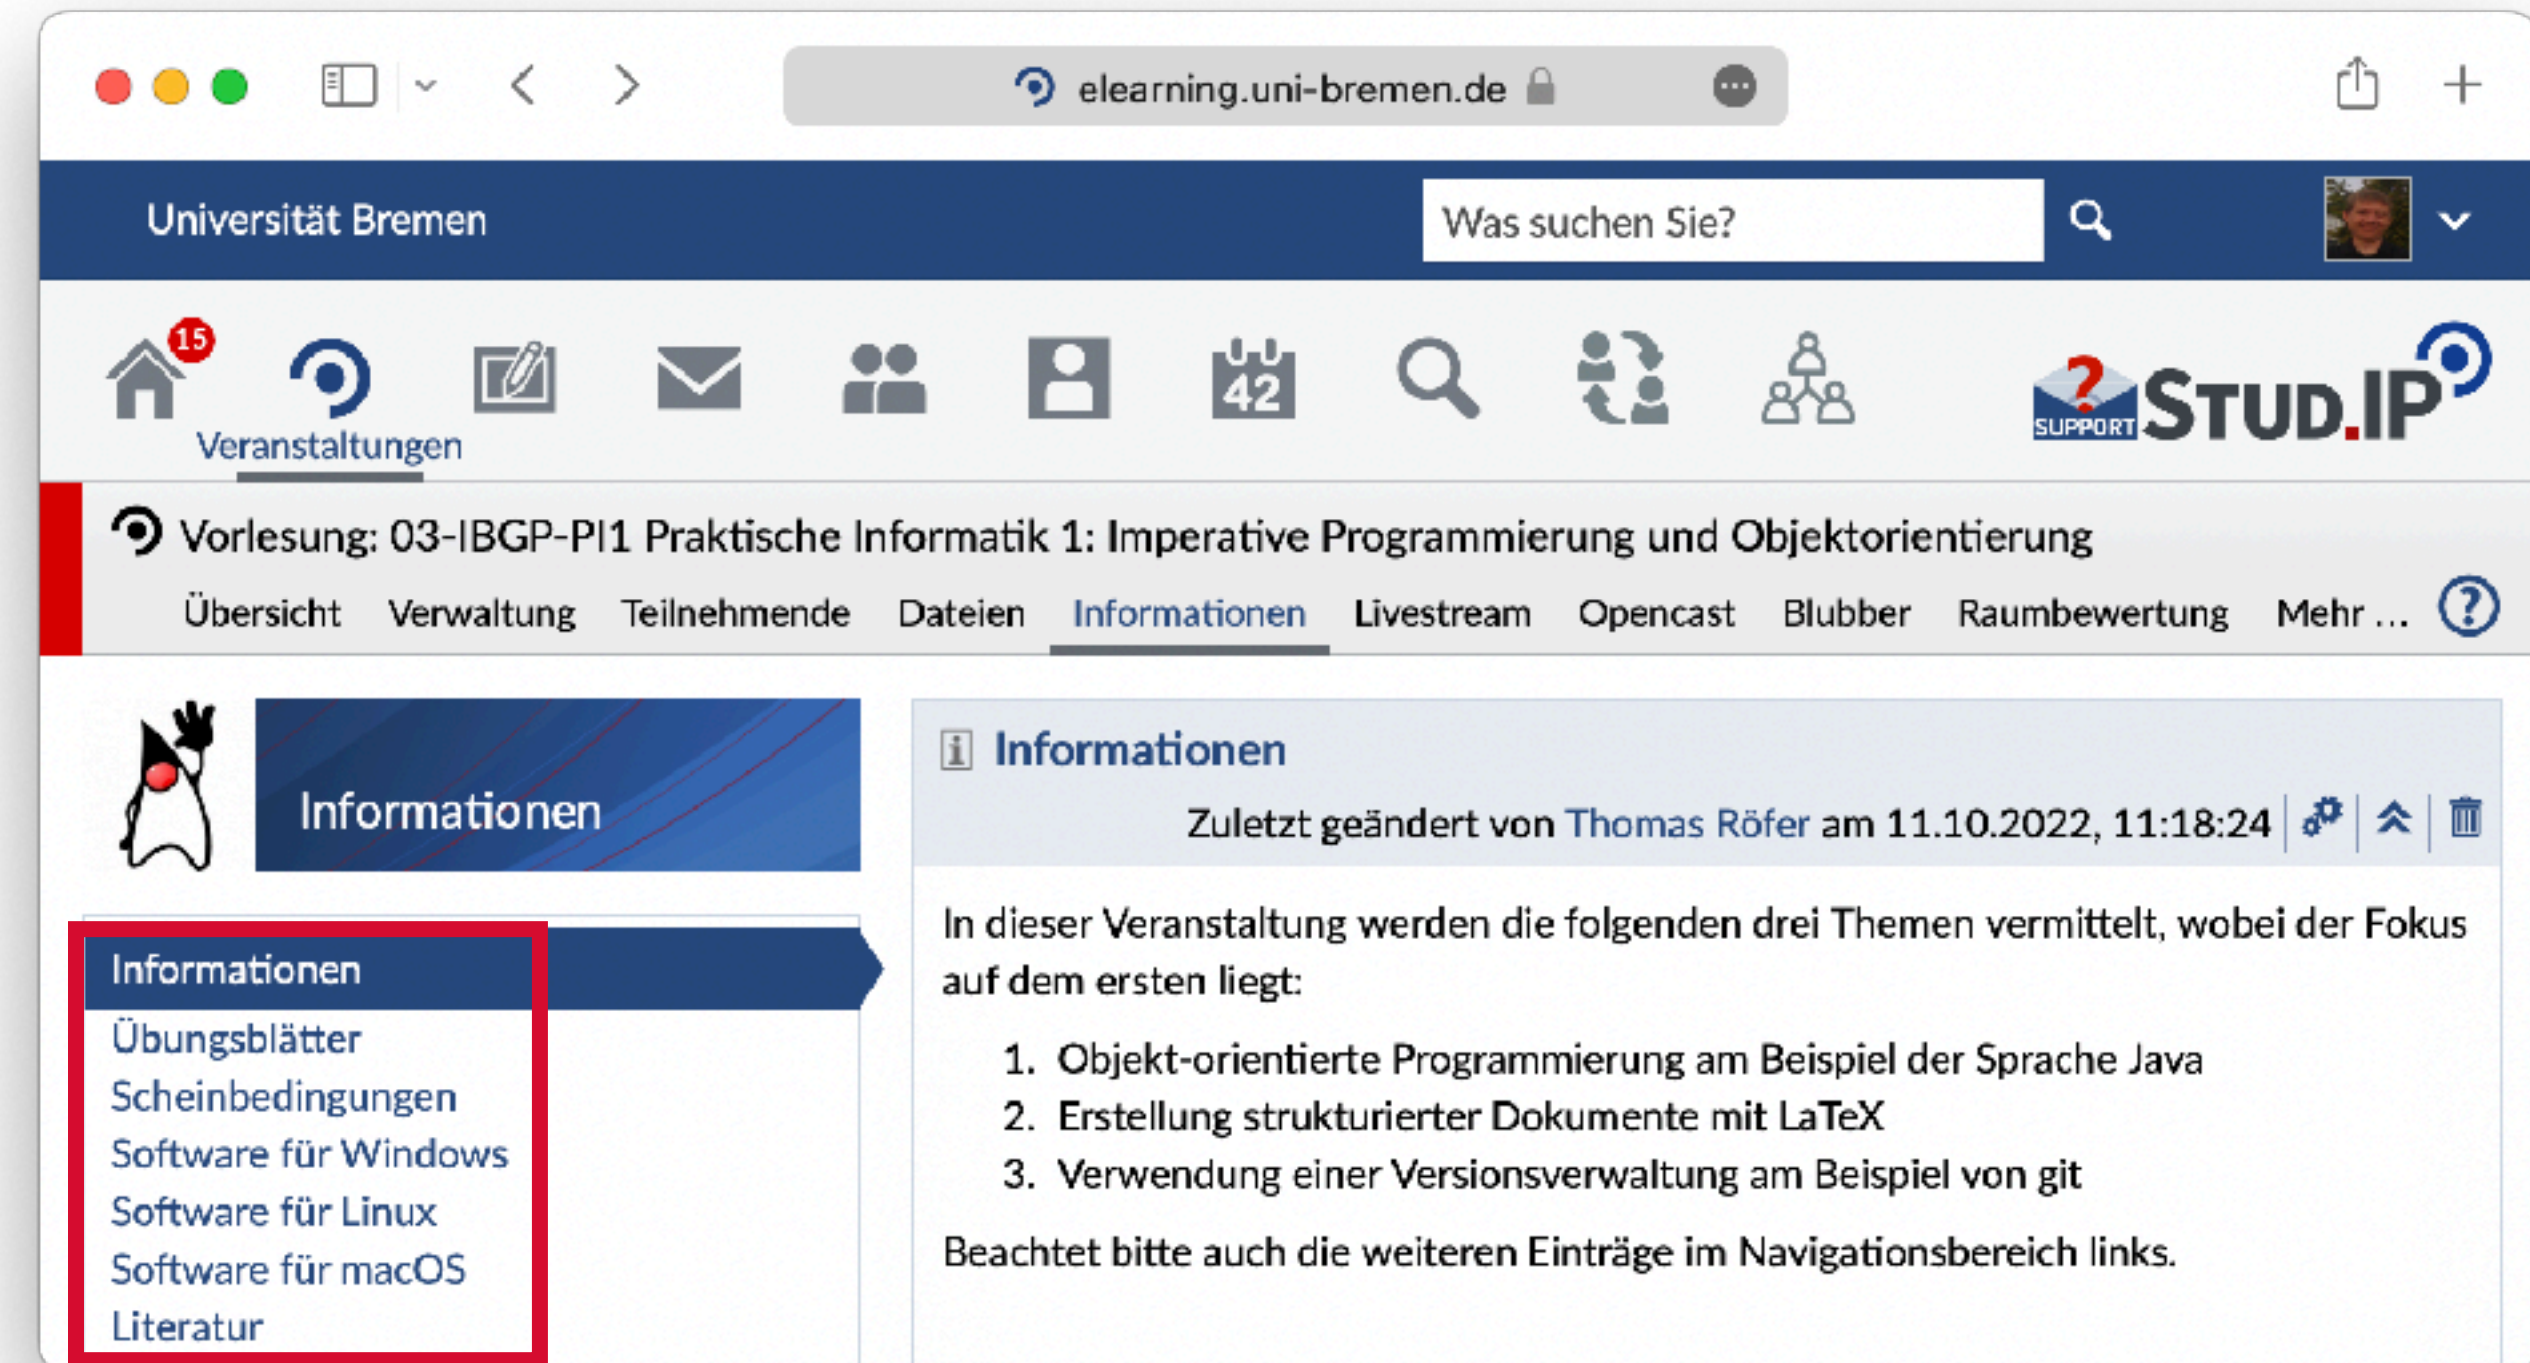 elearning.uni-bremen.de
Universität Bremen
Was suchen Sie?
15
42
Veranstaltungen
? SUPPORT STUD.IP
Vorlesung: 03-IBGP-PI1 Praktische Informatik 1: Imperative Programmierung und Objektorientierung
Übersicht Verwaltung Teilnehmende Dateien Informationen Livestream Opencast Blubber Raumbewertung Mehr ... ?
Informationen
Informationen
Übungsblätter
Scheinbedingungen
Software für Windows
Software für Linux
Software für macOS
Literatur
i Informationen
Zuletzt geändert von Thomas Röfer am 11.10.2022, 11:18:24
In dieser Veranstaltung werden die folgenden drei Themen vermittelt, wobei der Fokus
auf dem ersten liegt:
1. Objekt-orientierte Programmierung am Beispiel der Sprache Java
2. Erstellung strukturierter Dokumente mit LaTeX
3. Verwendung einer Versionsverwaltung am Beispiel von git
Beachtet bitte auch die weiteren Einträge im Navigationsbereich links.